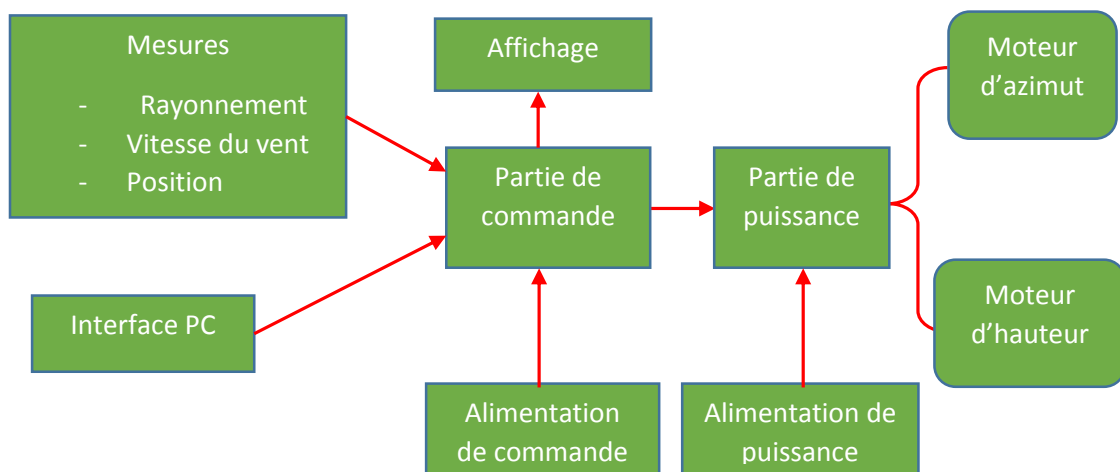 Mesures
- Rayonnement
- Vitesse du vent
- Position
Affichage
Moteur
d’azimut
Partie de
commande
Partie de
puissance
Interface PC
Moteur
d’hauteur
Alimentation
de commande
Alimentation de
puissance